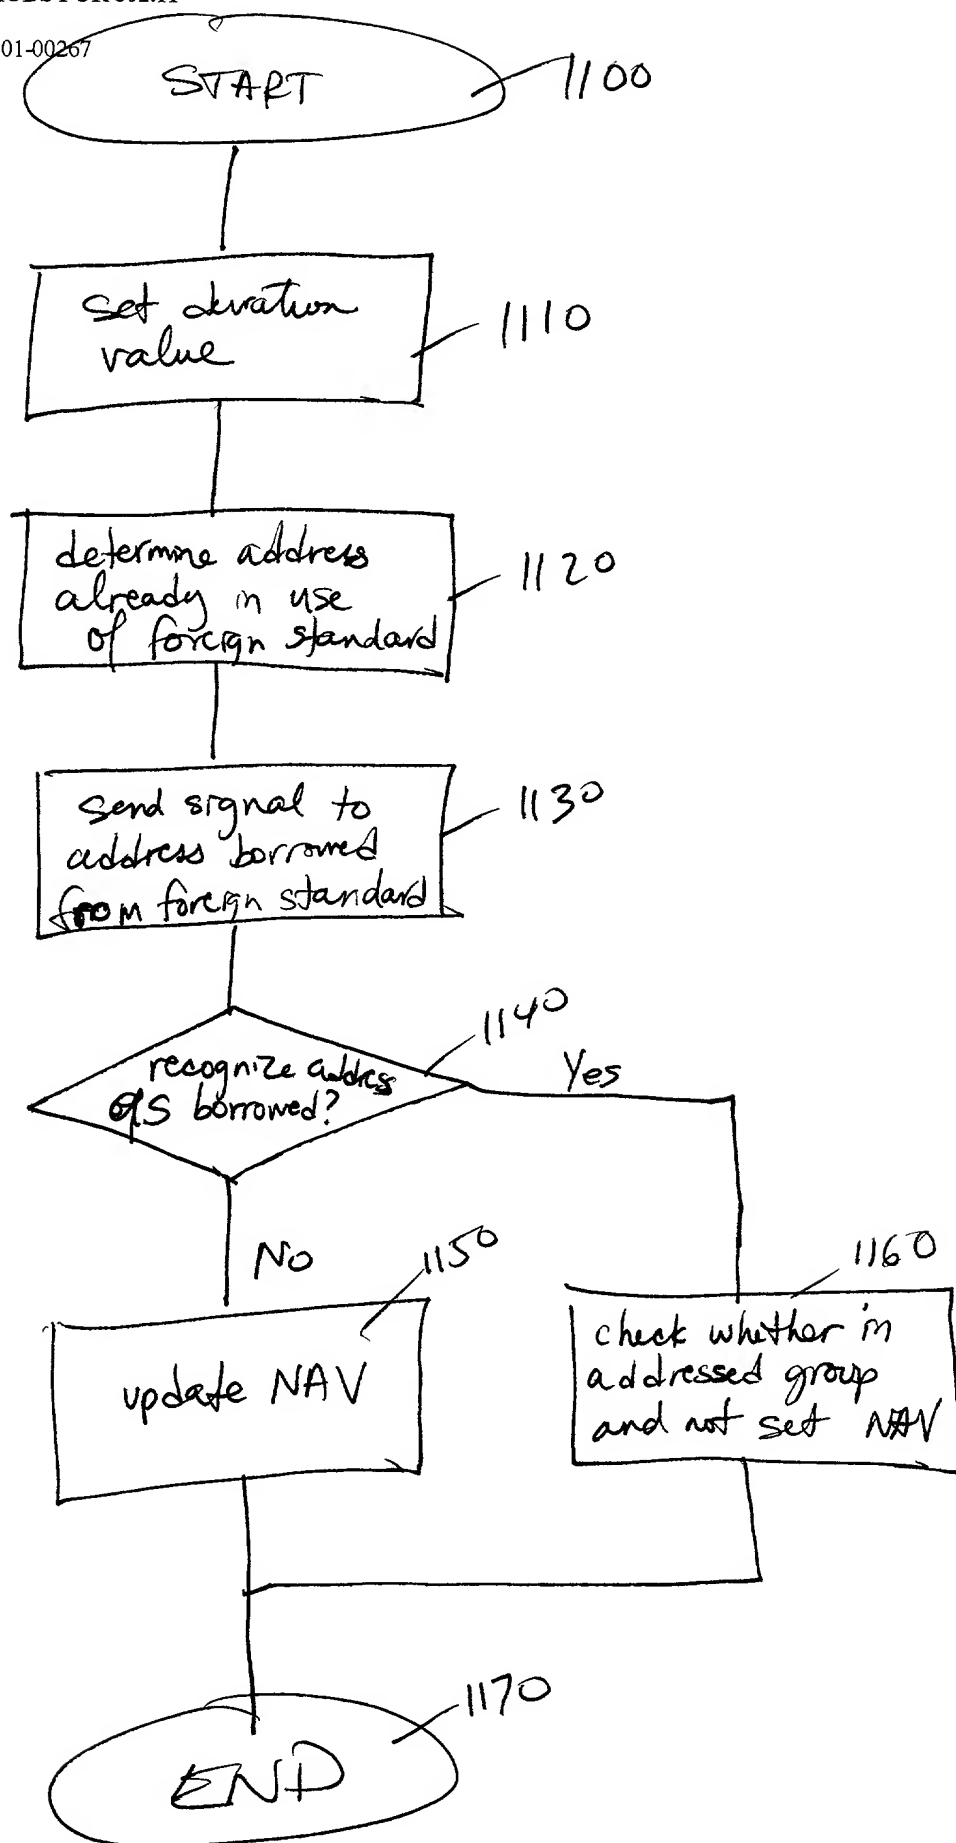 01-00267
START
1100
set duration
value
1110
determine address
already in use
of foreign standard
1120
send signal to
address borrowed
from foreign standard
1130
recognize address
as borrowed?
1140
Yes
No
1150
update NAV
1160
check whether in
addressed group
and not set NAV
1170
END